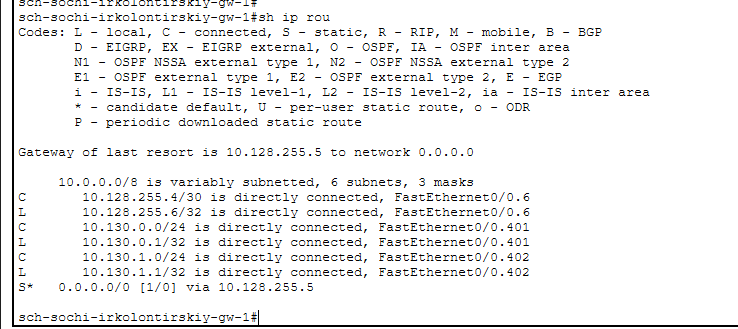 sch-sochi-irkolontirskiy-gw-1#
sch-sochi-irkolontirskiy-gw-1#sh ip rou
Codes: L - local, C - connected, S - static, R - RIP, M - mobile, B - BGP
       D - EIGRP, EX - EIGRP external, O - OSPF, IA - OSPF inter area
       N1 - OSPF NSSA external type 1, N2 - OSPF NSSA external type 2
       E1 - OSPF external type 1, E2 - OSPF external type 2, E - EGP
       i - IS-IS, L1 - IS-IS level-1, L2 - IS-IS level-2, ia - IS-IS inter area
       * - candidate default, U - per-user static route, o - ODR
       P - periodic downloaded static route
Gateway of last resort is 10.128.255.5 to network 0.0.0.0
     10.0.0.0/8 is variably subnetted, 6 subnets, 3 masks
C       10.128.255.4/30 is directly connected, FastEthernet0/0.6
L       10.128.255.6/32 is directly connected, FastEthernet0/0.6
C       10.130.0.0/24 is directly connected, FastEthernet0/0.401
L       10.130.0.1/32 is directly connected, FastEthernet0/0.401
C       10.130.1.0/24 is directly connected, FastEthernet0/0.402
L       10.130.1.1/32 is directly connected, FastEthernet0/0.402
S*   0.0.0.0/0 [1/0] via 10.128.255.5
sch-sochi-irkolontirskiy-gw-1#